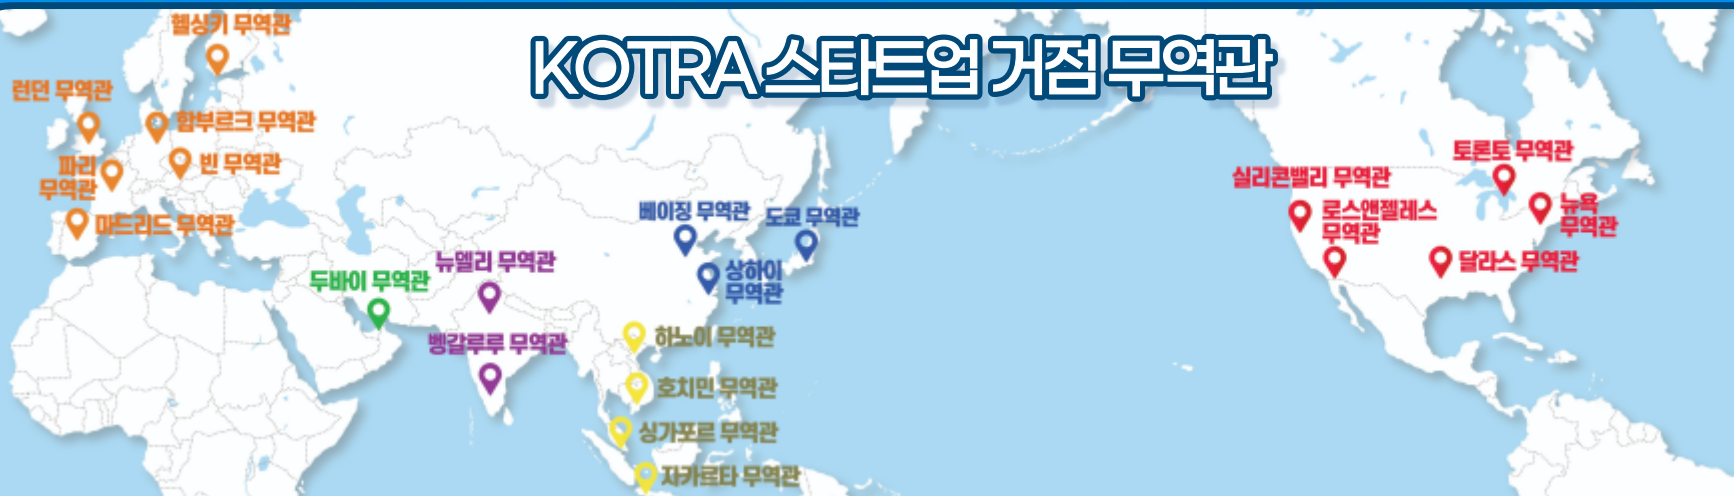 KOTRA 스타트업 거점 무역관
헬싱키 무역관
런던 무역관
함부르크 무역관
빈 무역관
파리
무역관
마드리드 무역관
두바이 무역관
뉴델리 무역관
벵갈루루 무역관
베이징 무역관
도쿄 무역관
상하이
무역관
하노이 무역관
호치민 무역관
싱가포르 무역관
자카르타 무역관
토론토 무역관
실리콘밸리 무역관
로스앤젤레스
무역관
뉴욕
무역관
달라스 무역관